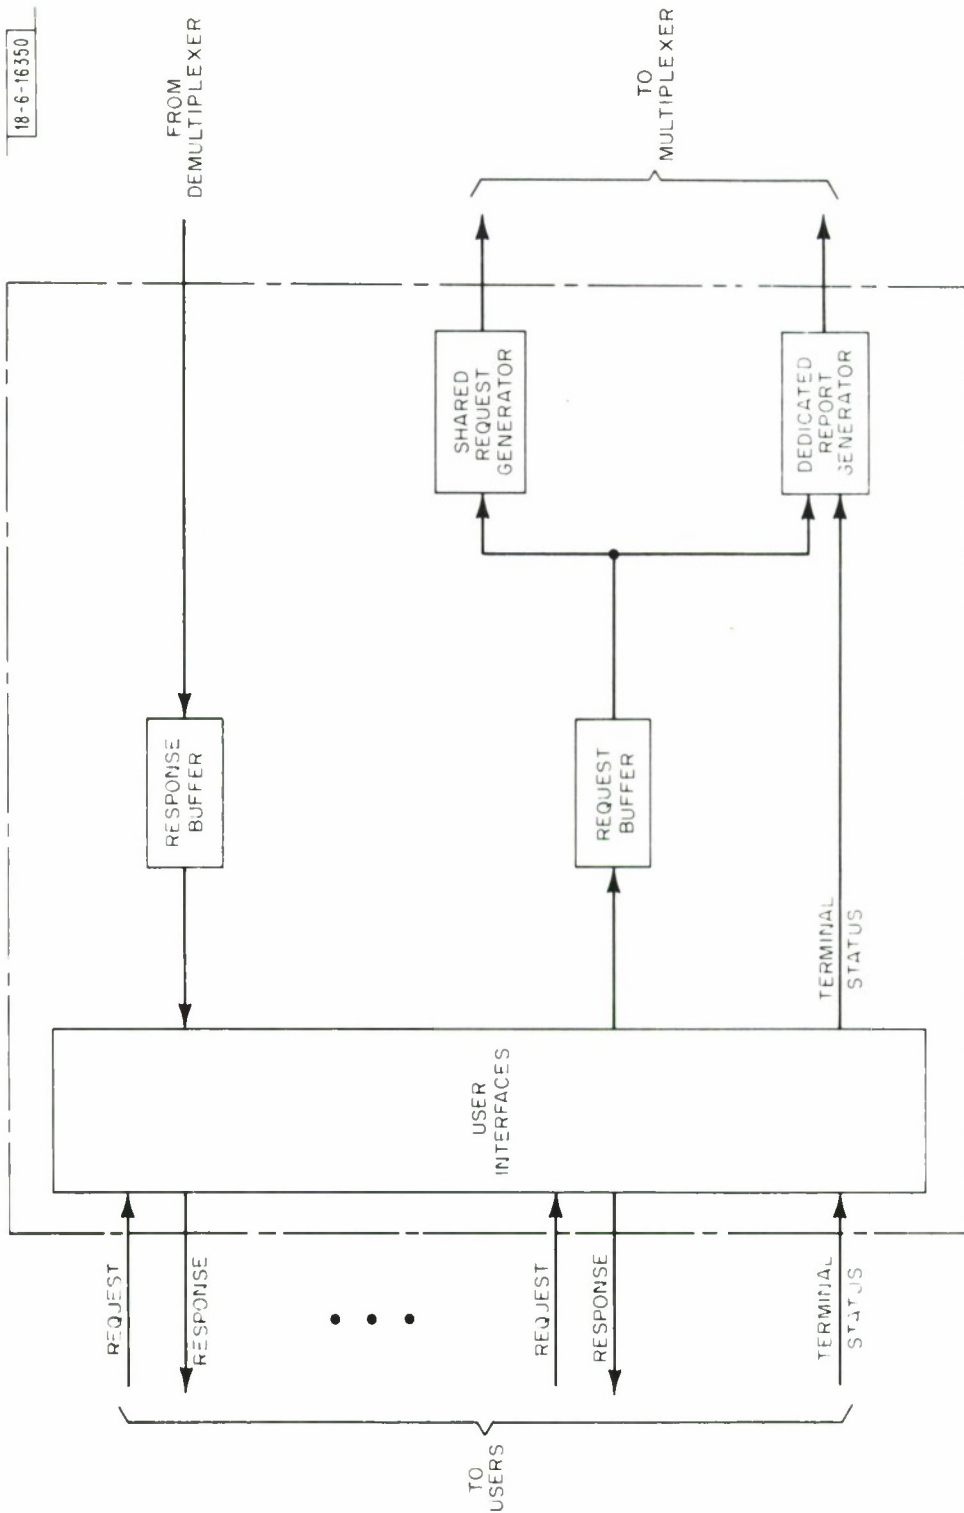 18-6-16350
FROM
DEMULTIPLEXER
TO
MULTIPLEXER
SHARED
REQUEST
GENERATOR
DEDICATED
REPORT
GENERATOR
RESPONSE
BUFFER
REQUEST
BUFFER
TERMINAL
STATUS
USER
INTERFACES
REQUEST
RESPONSE
REQUEST
RESPONSE
TERMINAL
STATUS
TO
USERS